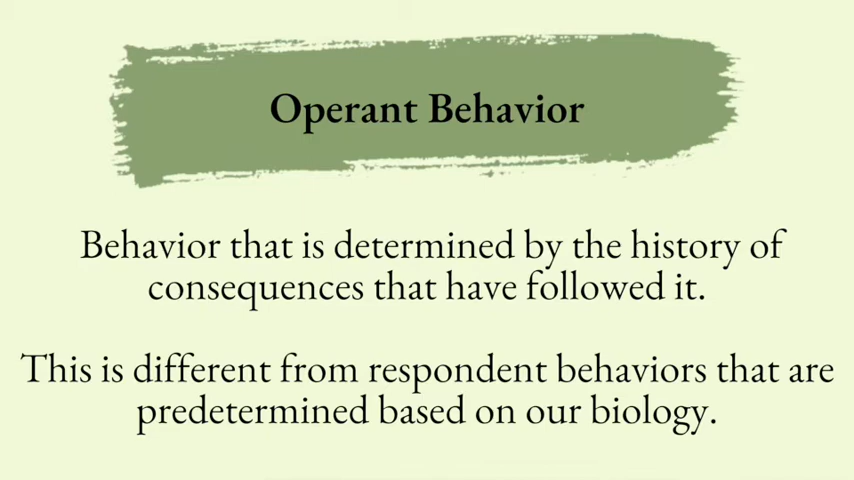 Operant Behavior
Behavior that is determined by the history of
consequences that have followed it.
This is different from respondent behaviors that are
predetermined based on our biology.